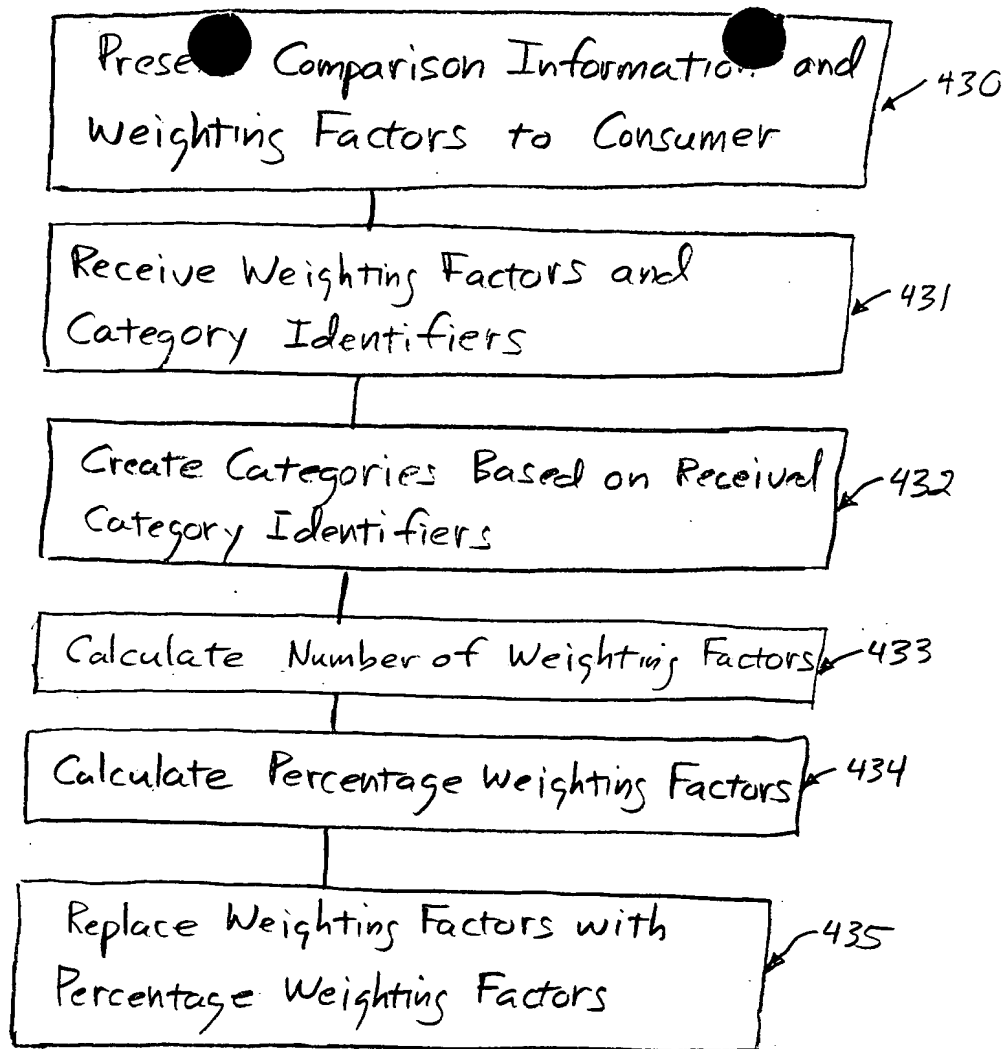 Present Comparison Information and
Weighting Factors to Consumer
430
Receive Weighting Factors and
Category Identifiers
431
Create Categories Based on Received
Category Identifiers
432
Calculate Number of Weighting Factors
433
Calculate Percentage Weighting Factors
434
Replace Weighting Factors with
Percentage Weighting Factors
435